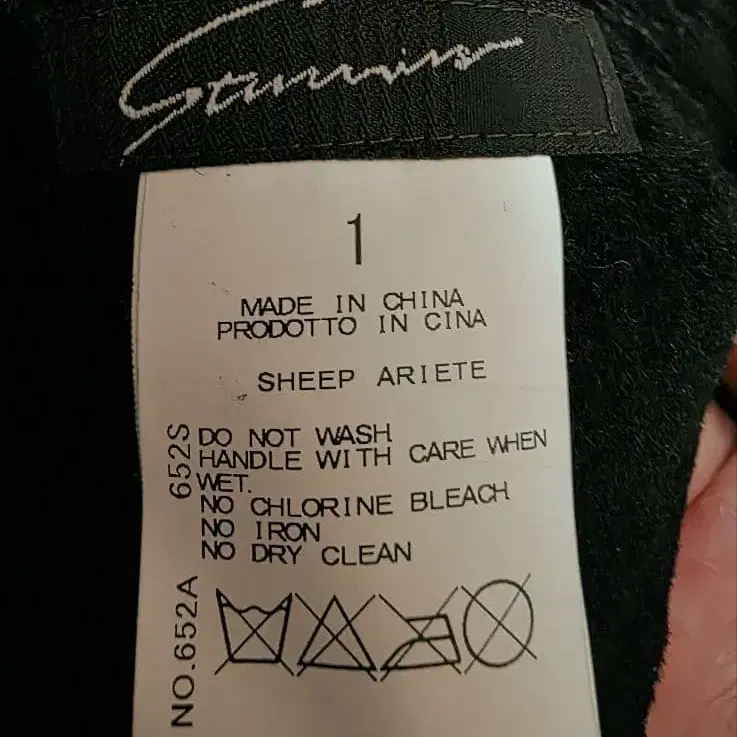 1
MADE IN CHINA
PRODOTTO IN CINA
SHEEP ARIETE
652S
DO NOT WASH
HANDLE WITH CARE WHEN
WET.
NO CHLORINE BLEACH
NO IRON
NO DRY CLEAN
NO.652A